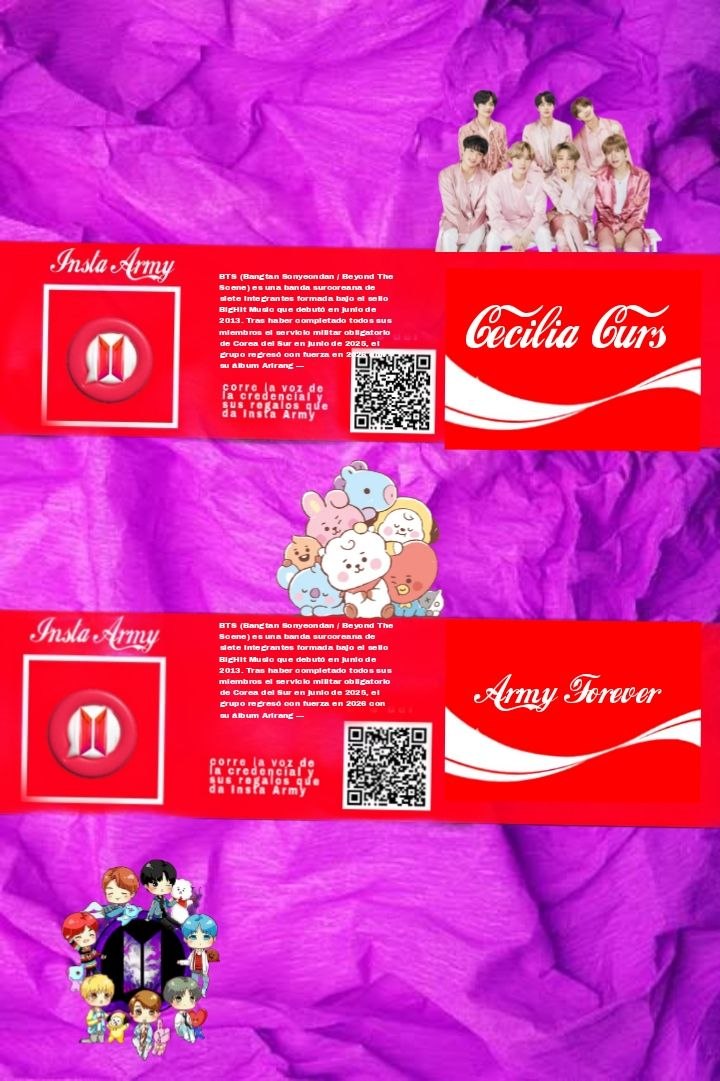 Insta Army
BTS (Bangtan Sonyeondan / Beyond The
Scene) es una banda surcoreana de
siete integrantes formada bajo el sello
BigHit Music que debutó en junio de
2013. Tras haber completado todos sus
miembros el servicio militar obligatorio
de Corea del Sur en junio de 2025, el
grupo regresó con fuerza en 2026 con el
su álbum Arirang —
corre la voz de
la credencial y
sus regalos que
da Insta Army
Cecilia Curs
Insta Army
BTS (Bangtan Sonyeondan / Beyond The
Scene) es una banda surcoreana de
siete integrantes formada bajo el sello
BigHit Music que debutó en junio de
2013. Tras haber completado todos sus
miembros el servicio militar obligatorio
de Corea del Sur en junio de 2025, el
grupo regresó con fuerza en 2026 con
su álbum Arirang —
corre la voz de
la credencial y
sus regalos que
da Insta Army
Army Forever